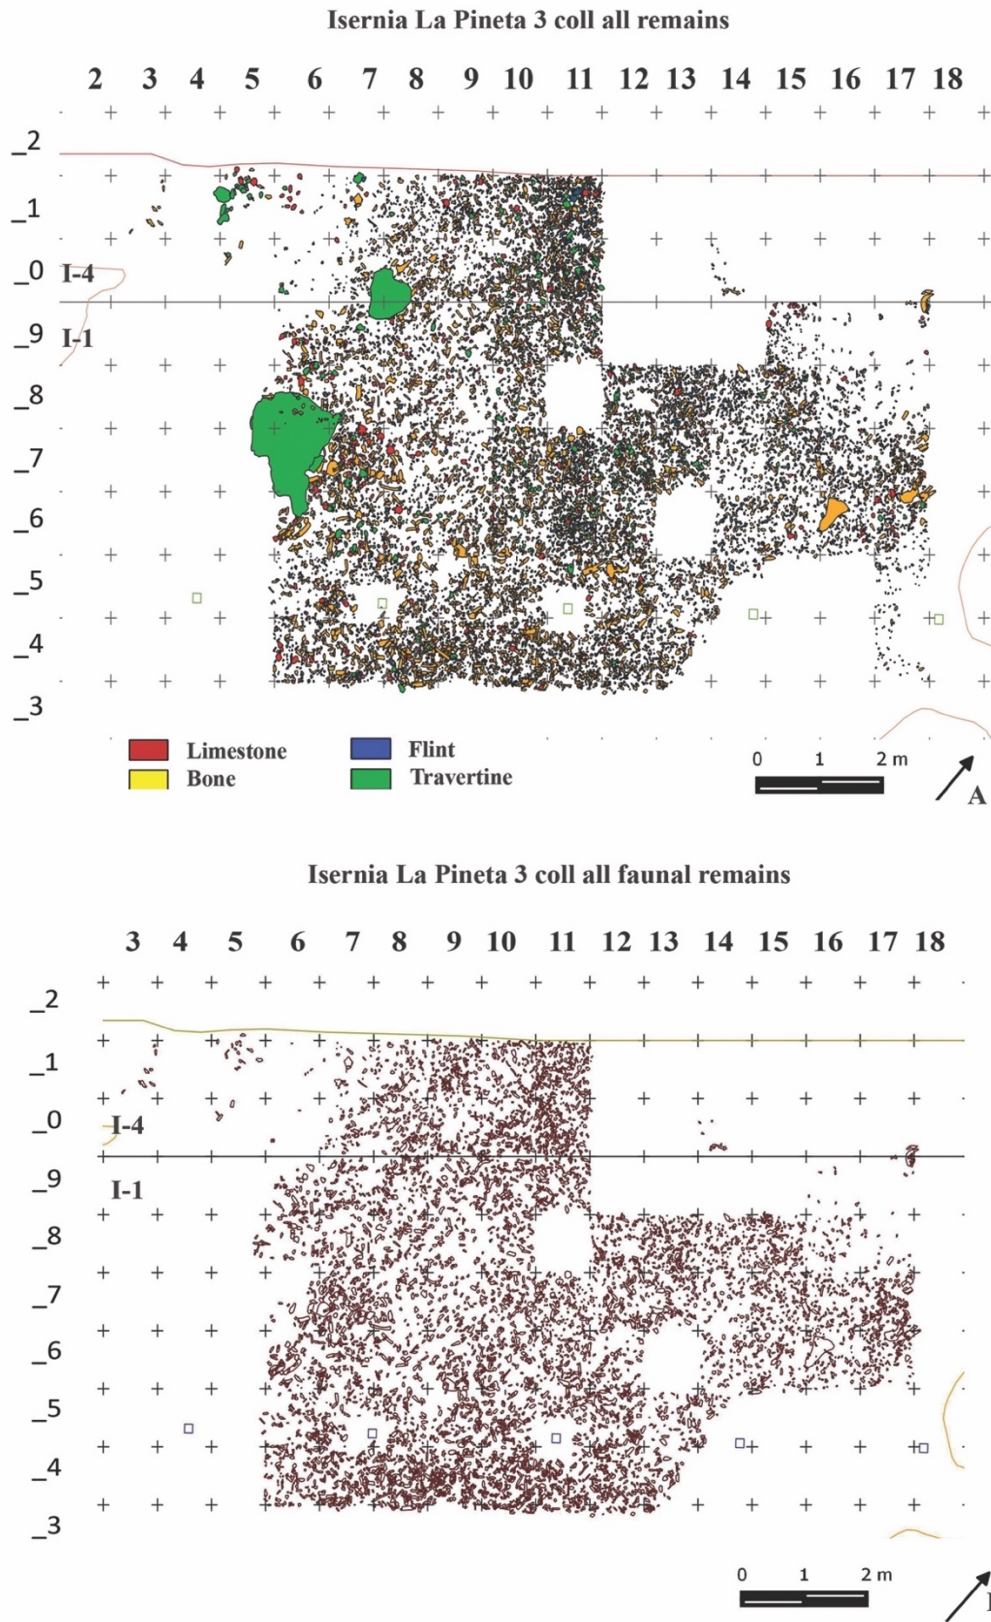 Isernia La Pineta 3 coll all remains
2 3 4 5 6 7 8 9 10 11 12 13 14 15 16 17 18
_2
_1
_0
I-4
I-1
_9
_8
_7
_6
_5
_4
_3
Limestone Flint
Bone Travertine
0 1 2 m
A
Isernia La Pineta 3 coll all faunal remains
3 4 5 6 7 8 9 10 11 12 13 14 15 16 17 18
_2
_1
_0
I-4
I-1
_9
_8
_7
_6
_5
_4
_3
0 1 2 m